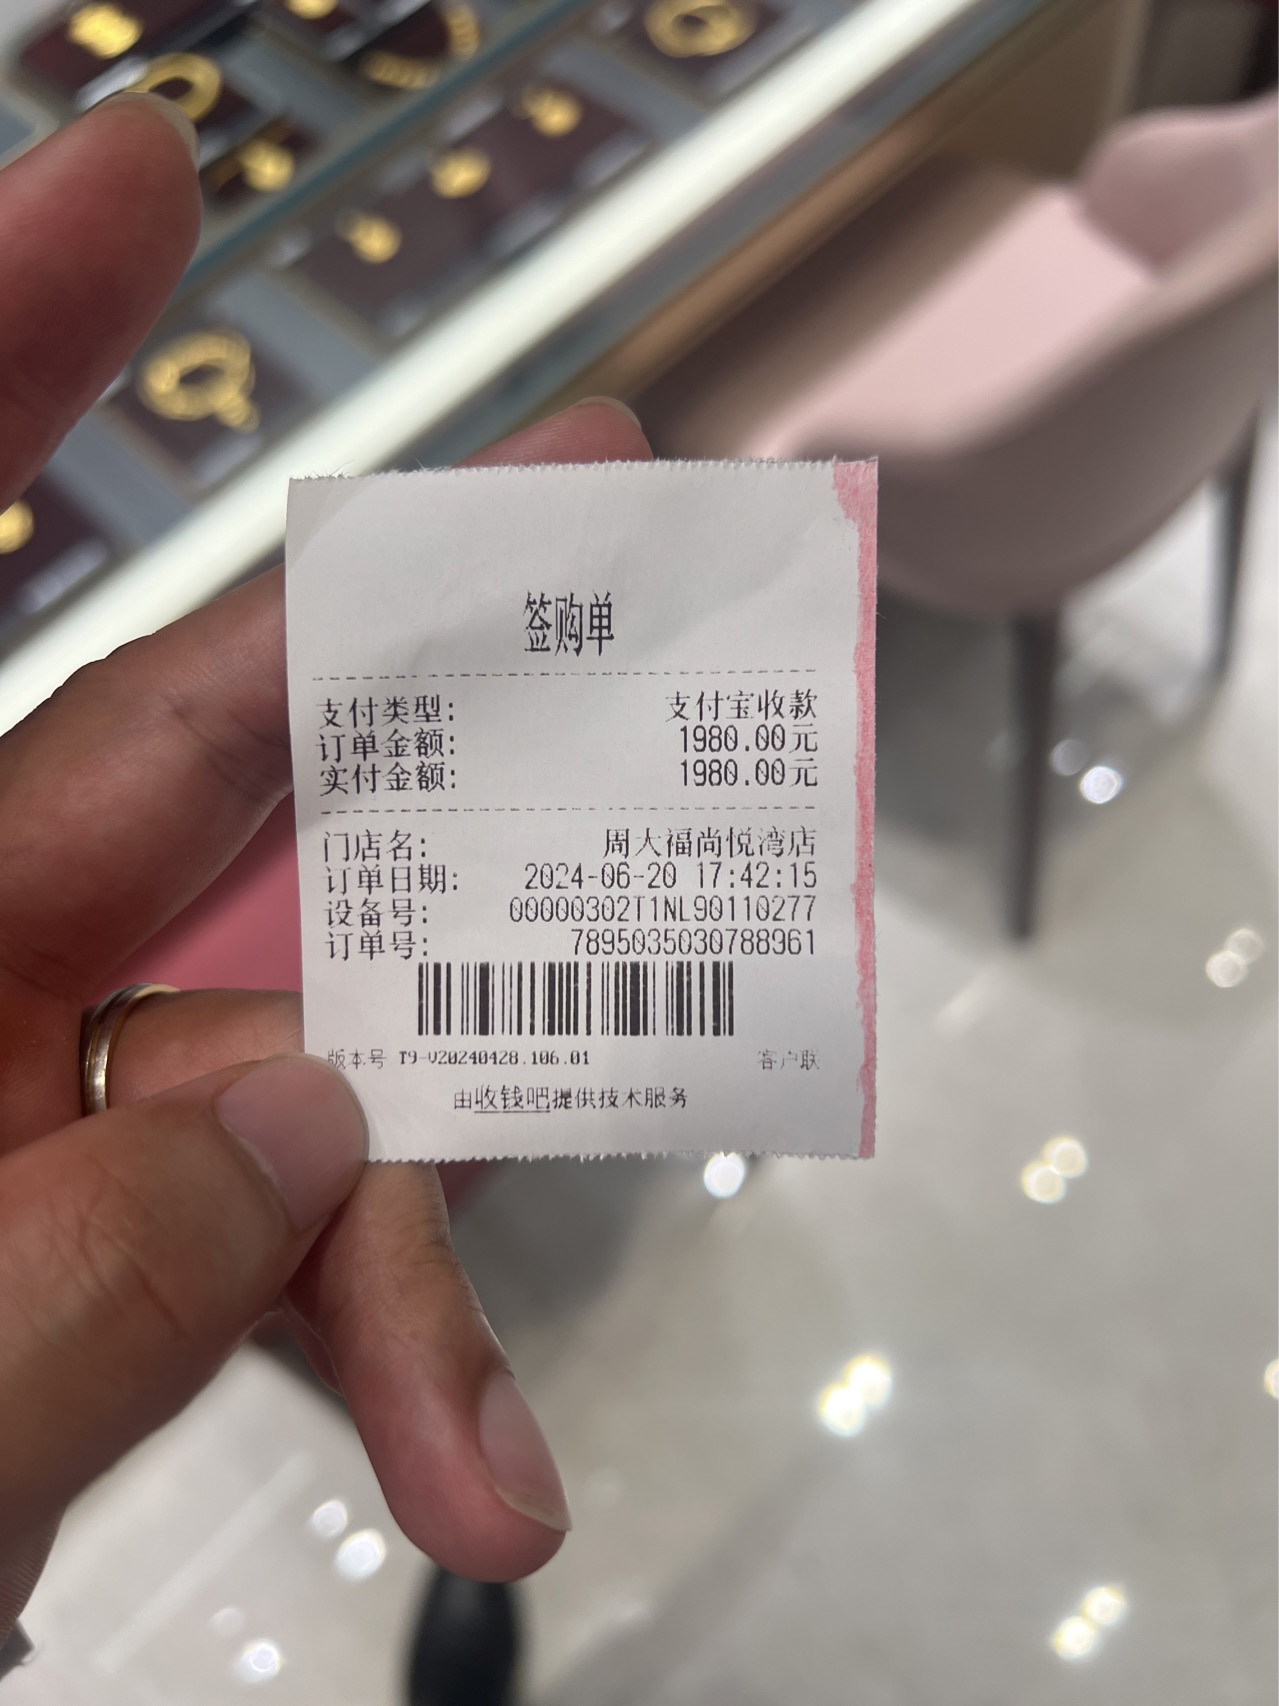 签购单
支付类型: 支付宝收款
订单金额: 1980.00元
实付金额: 1980.00元
门店名: 周大福尚悦湾店
订单日期: 2024-06-20 17:42:15
设备号: 00000302T1NL90110277
订单号: 7895035030788961
版本号 T9-V20240428.106.01 客户联
由收钱吧提供技术服务